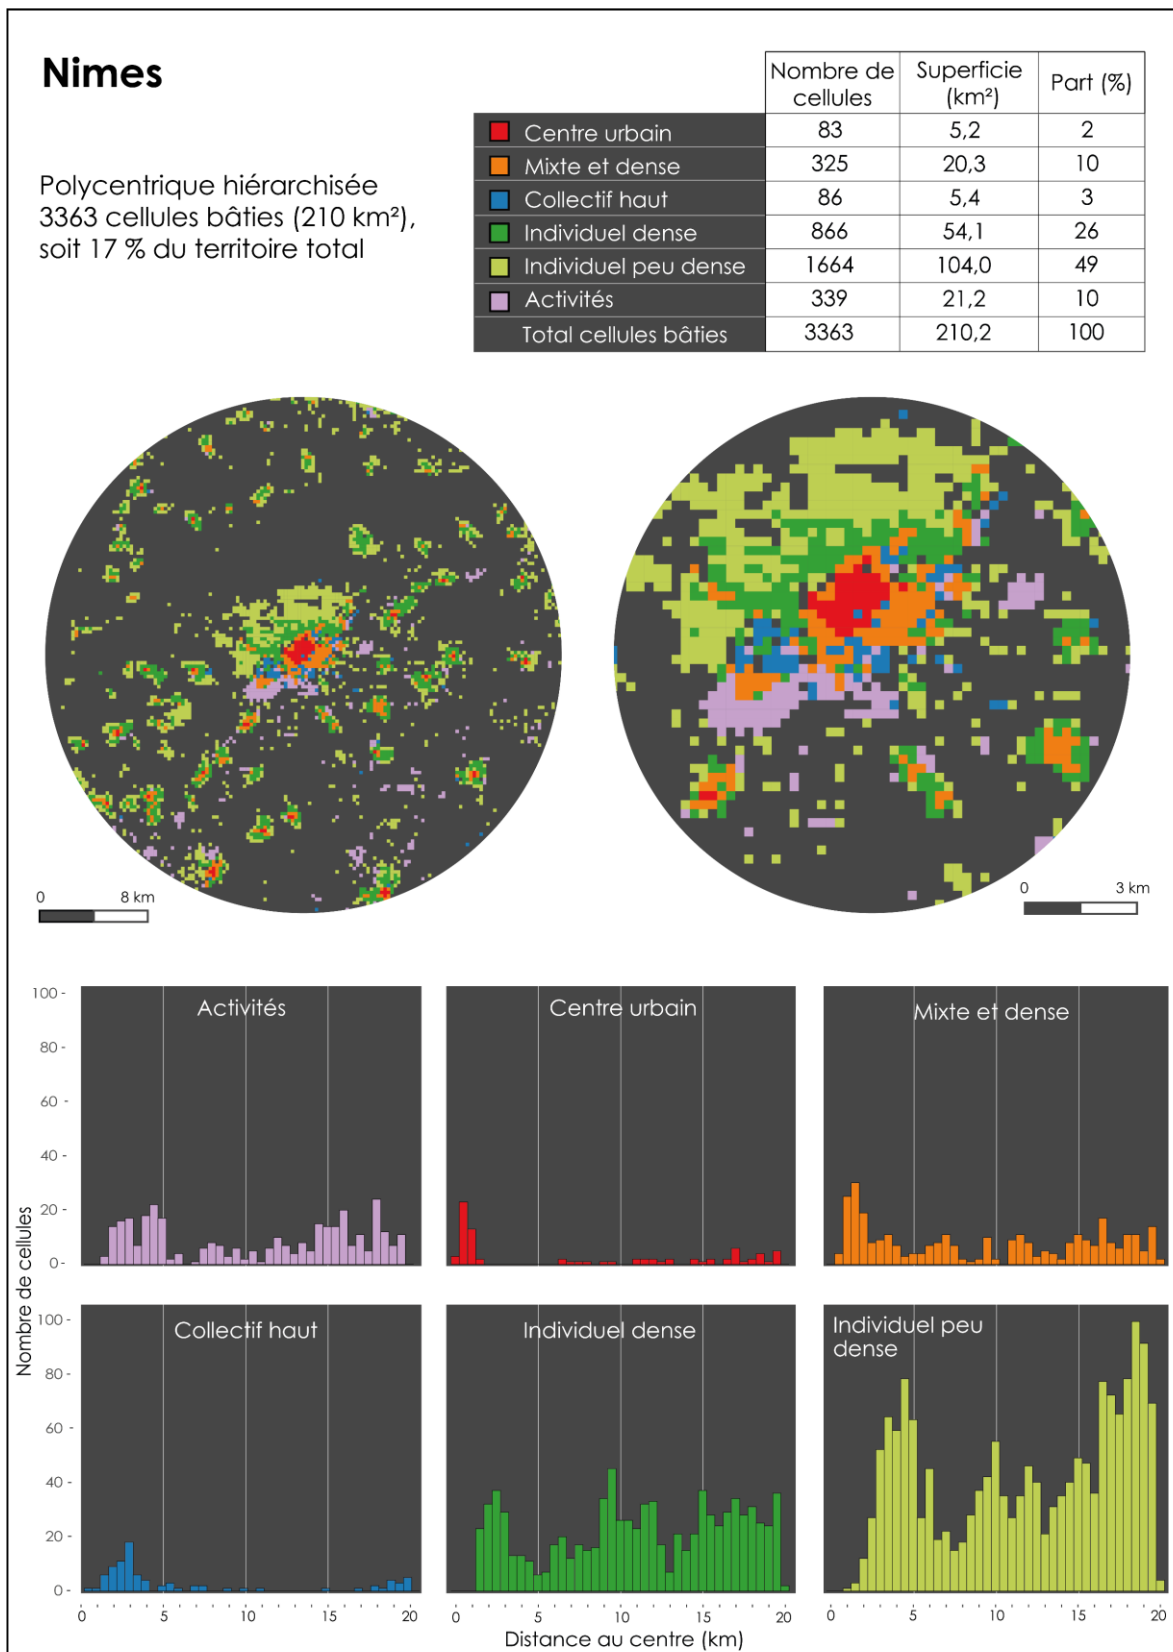 Nimes
Polycentrique hiérarchisée
3363 cellules bâties (210 km²),
soit 17 % du territoire total
Nombre de cellules Superficie (km²) Part (%)
Centre urbain 83 5,2 2
Mixte et dense 325 20,3 10
Collectif haut 86 5,4 3
Individuel dense 866 54,1 26
Individuel peu dense 1664 104,0 49
Activités 339 21,2 10
Total cellules bâties 3363 210,2 100
0 8 km
0 3 km
Nombre de cellules
100 -
80 -
60 -
40 -
20 -
0 -
Activités
Centre urbain
Mixte et dense
100 -
80 -
60 -
40 -
20 -
0 -
Collectif haut
Individuel dense
Individuel peu
dense
0 5 10 15 20
0 5 10 15 20
0 5 10 15 20
Distance au centre (km)